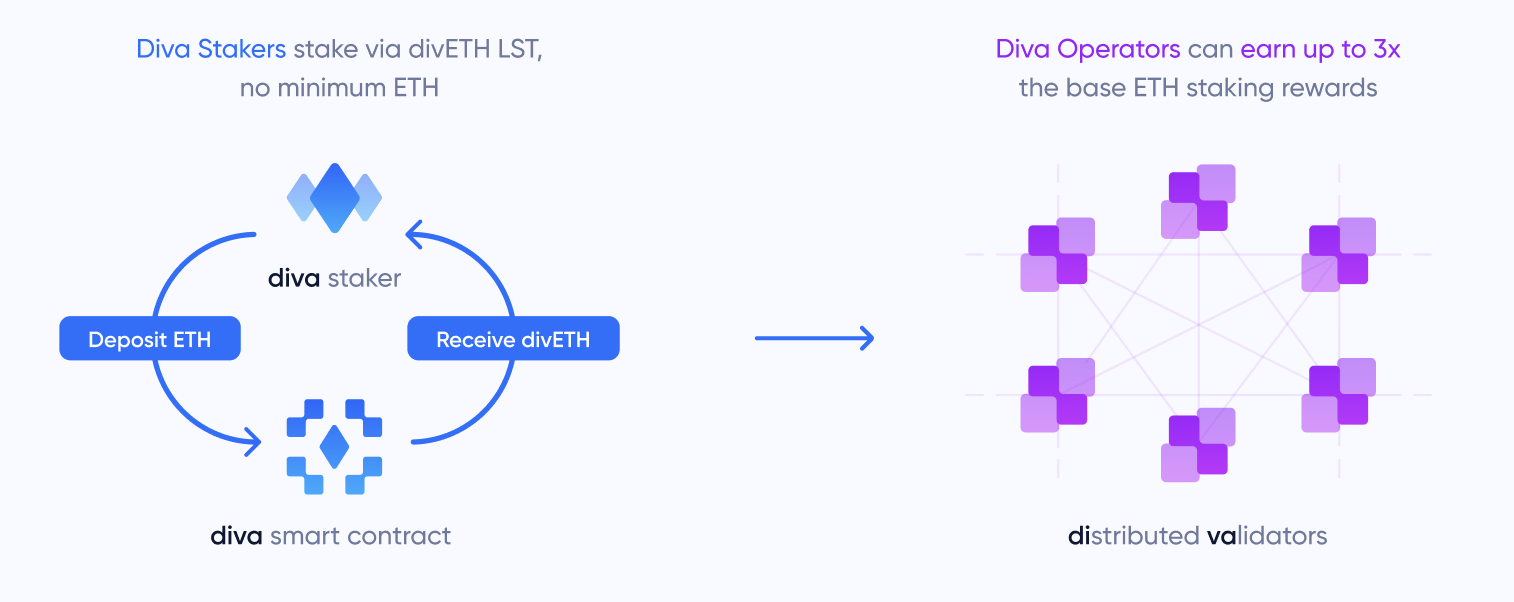 Diva Stakers stake via divETH LST,
no minimum ETH
diva staker
Deposit ETH
Receive divETH
diva smart contract
Diva Operators can earn up to 3x
the base ETH staking rewards
distributed validators